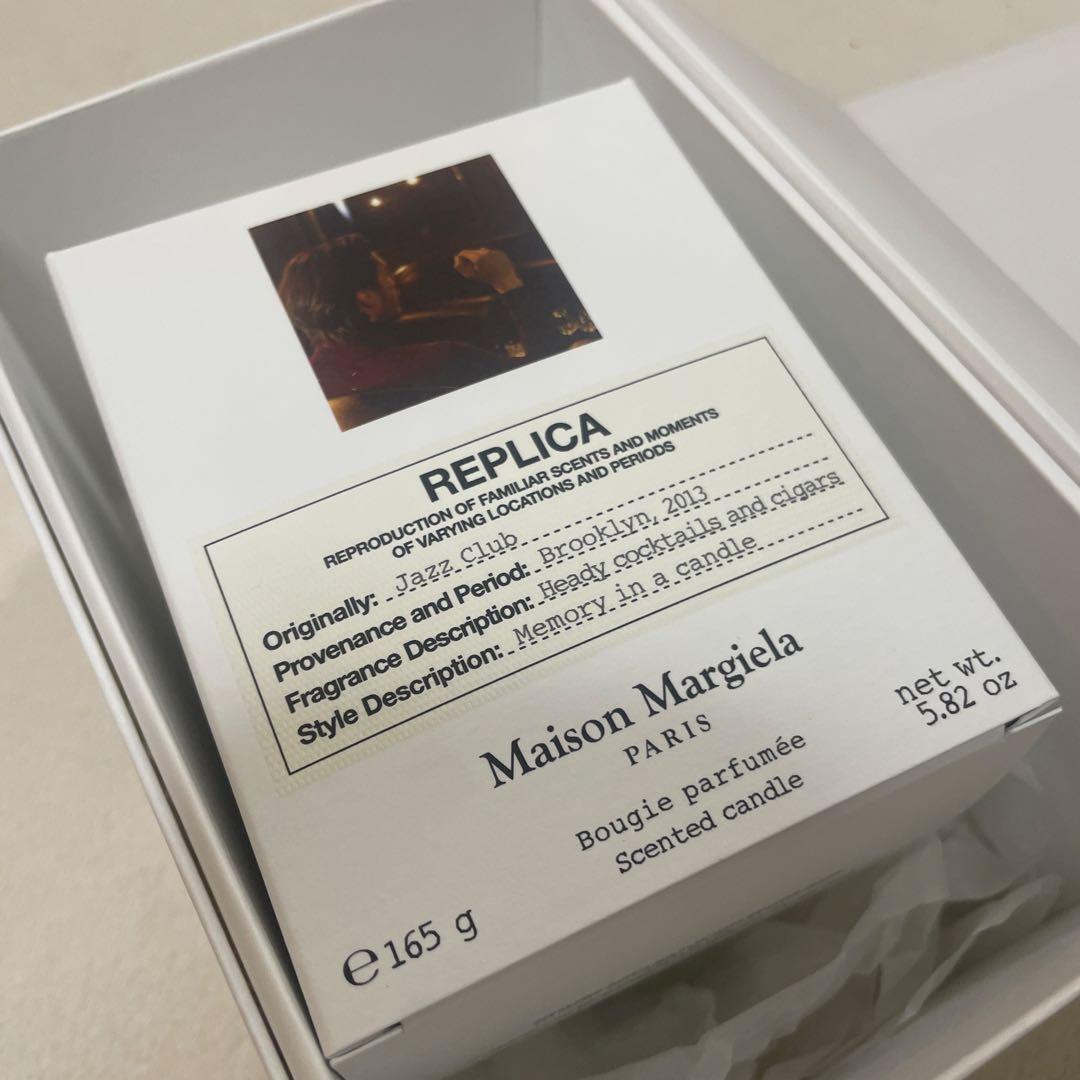 REPLICA
REPRODUCTION OF FAMILIAR SCENTS AND MOMENTS
OF VARYING LOCATIONS AND PERIODS
Originally: Jazz Club
Provenance and Period: Brooklyn, 2013
Fragrance Description: Heady cocktails and cigars
Style Description: Memory in a candle
Maison Margiela
PARIS
Bougie parfumée
Scented candle
net wt.
5.82 oz
℮165 g